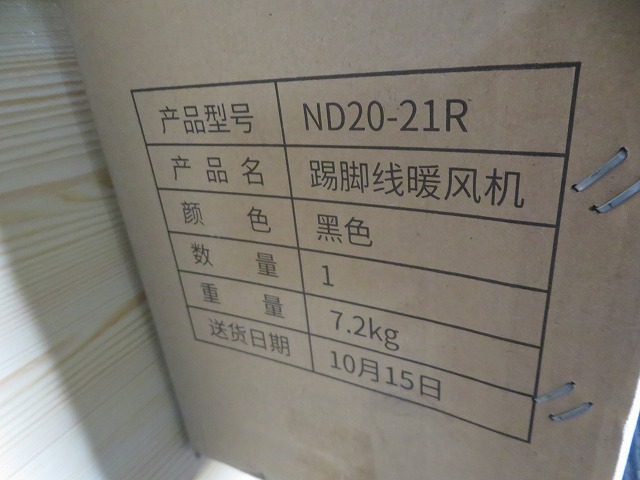 产品型号 ND20-21R
产品名 踢脚线暖风机
颜色 黑色
数量 1
重量 7.2kg
送货日期 10月15日